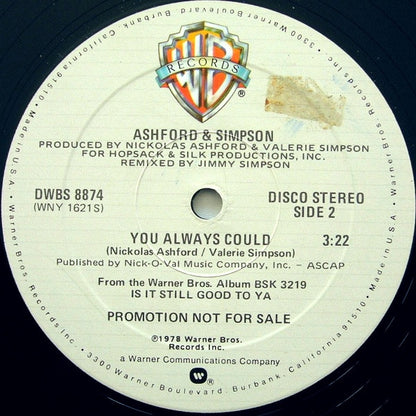 WB
RECORDS
®
ASHFORD & SIMPSON
PRODUCED BY NICKOLAS ASHFORD & VALERIE SIMPSON
FOR HOPSACK & SILK PRODUCTIONS, INC.
REMIXED BY JIMMY SIMPSON
DWBS 8874
(WNY 1621S)
DISCO STEREO
SIDE 2
YOU ALWAYS COULD 3:22
(Nickolas Ashford / Valerie Simpson)
Published by Nick-O-Val Music Company, Inc. - ASCAP
From the Warner Bros. Album BSK 3219
IS IT STILL GOOD TO YA
PROMOTION NOT FOR SALE
℗1978 Warner Bros.
Records Inc.
a Warner Communications Company
Made in U.S.A. • Warner Bros. Records Inc. • 3300 Warner Boulevard, Burbank, California 91510 • Made in U.S.A. • Warner Bros. Records Inc. • 3300 Warner Boulevard, Burbank, California 91510 •